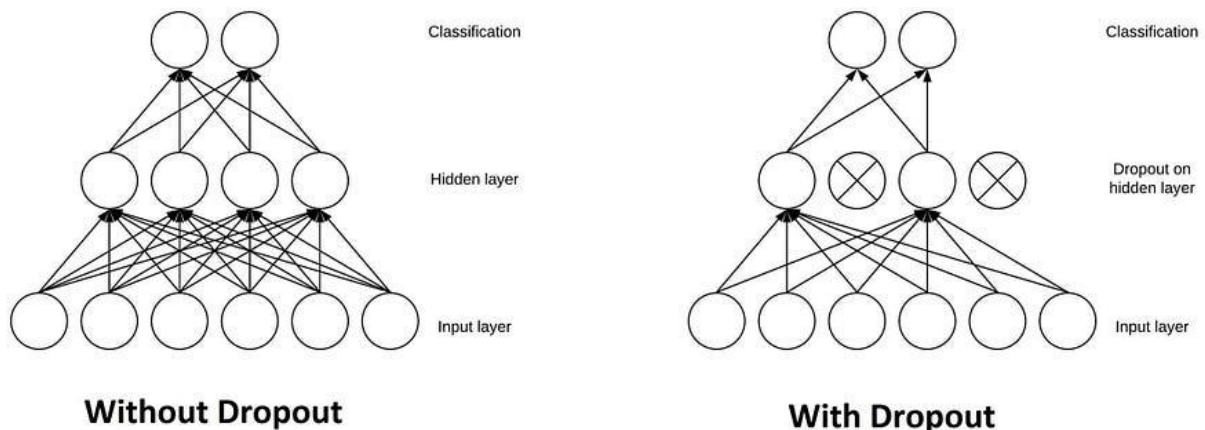 Classification
Hidden layer
Input layer
Without Dropout
Classification
Dropout on
hidden layer
Input layer
With Dropout